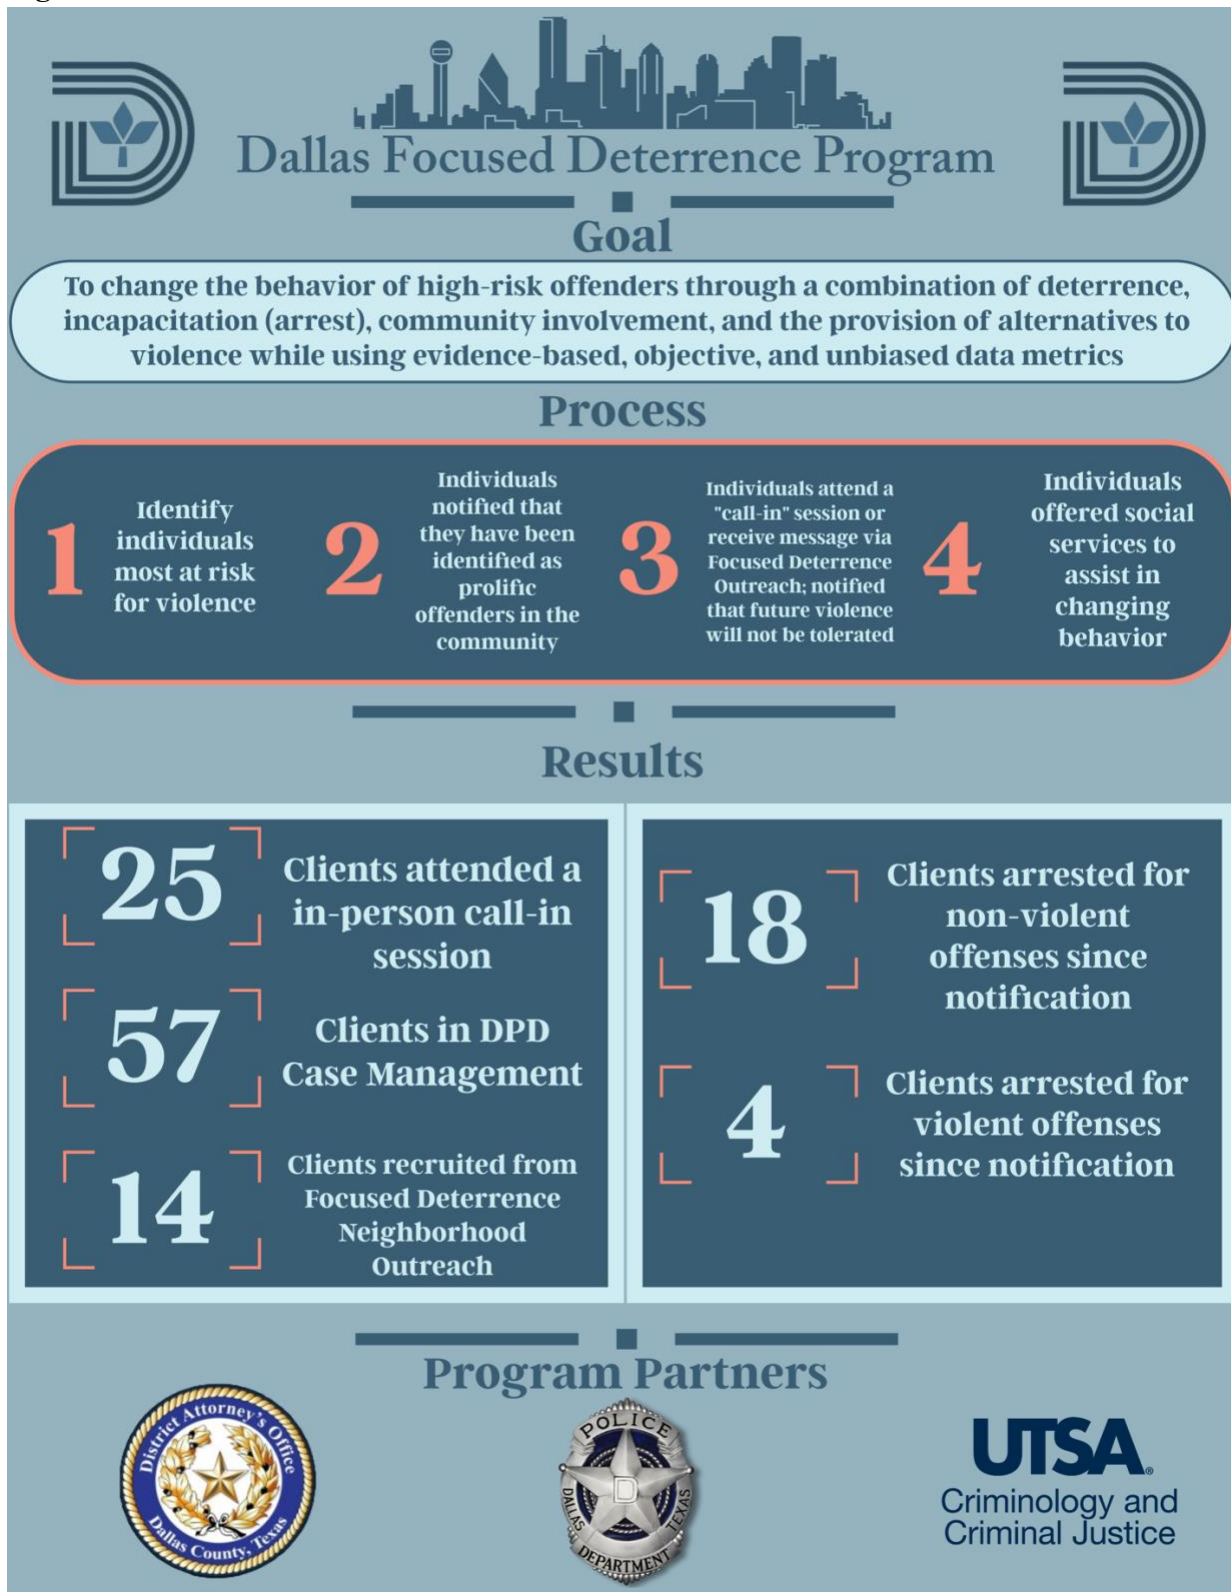 Dallas Focused Deterrence Program
Goal
To change the behavior of high-risk offenders through a combination of deterrence,
incapacitation (arrest), community involvement, and the provision of alternatives to
violence while using evidence-based, objective, and unbiased data metrics
Process
1
Identify
individuals
most at risk
for violence
2
Individuals
notified that
they have been
identified as
prolific
offenders in the
community
3
Individuals attend a
"call-in" session or
receive message via
Focused Deterrence
Outreach; notified
that future violence
will not be tolerated
4
Individuals
offered social
services to
assist in
changing
behavior
Results
25
Clients attended a
in-person call-in
session
57
Clients in DPD
Case Management
14
Clients recruited from
Focused Deterrence
Neighborhood
Outreach
18
Clients arrested for
non-violent
offenses since
notification
4
Clients arrested for
violent offenses
since notification
Program Partners
District Attorney's Office
Dallas County, Texas
POLICE
D
DALLAS
TEXAS
DEPARTMENT
UTSA®
Criminology and
Criminal Justice